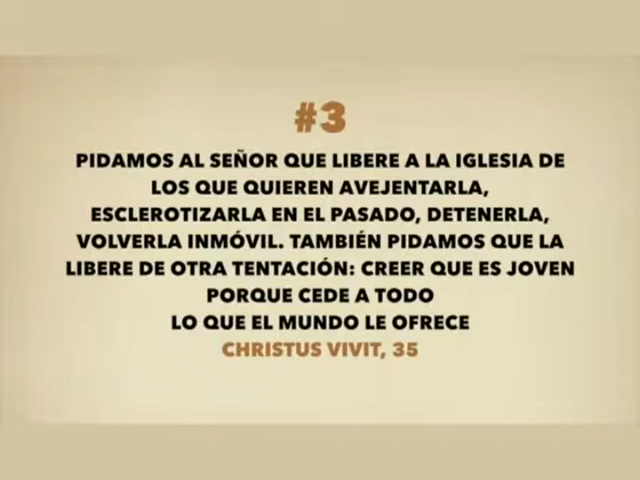 #3
PIDAMOS AL SEÑOR QUE LIBERE A LA IGLESIA DE
LOS QUE QUIEREN AVEJENTARLA,
ESCLEROTIZARLA EN EL PASADO, DETENERLA,
VOLVERLA INMÓVIL. TAMBIÉN PIDAMOS QUE LA
LIBERE DE OTRA TENTACIÓN: CREER QUE ES JOVEN
PORQUE CEDE A TODO
LO QUE EL MUNDO LE OFRECE
CHRISTUS VIVIT, 35